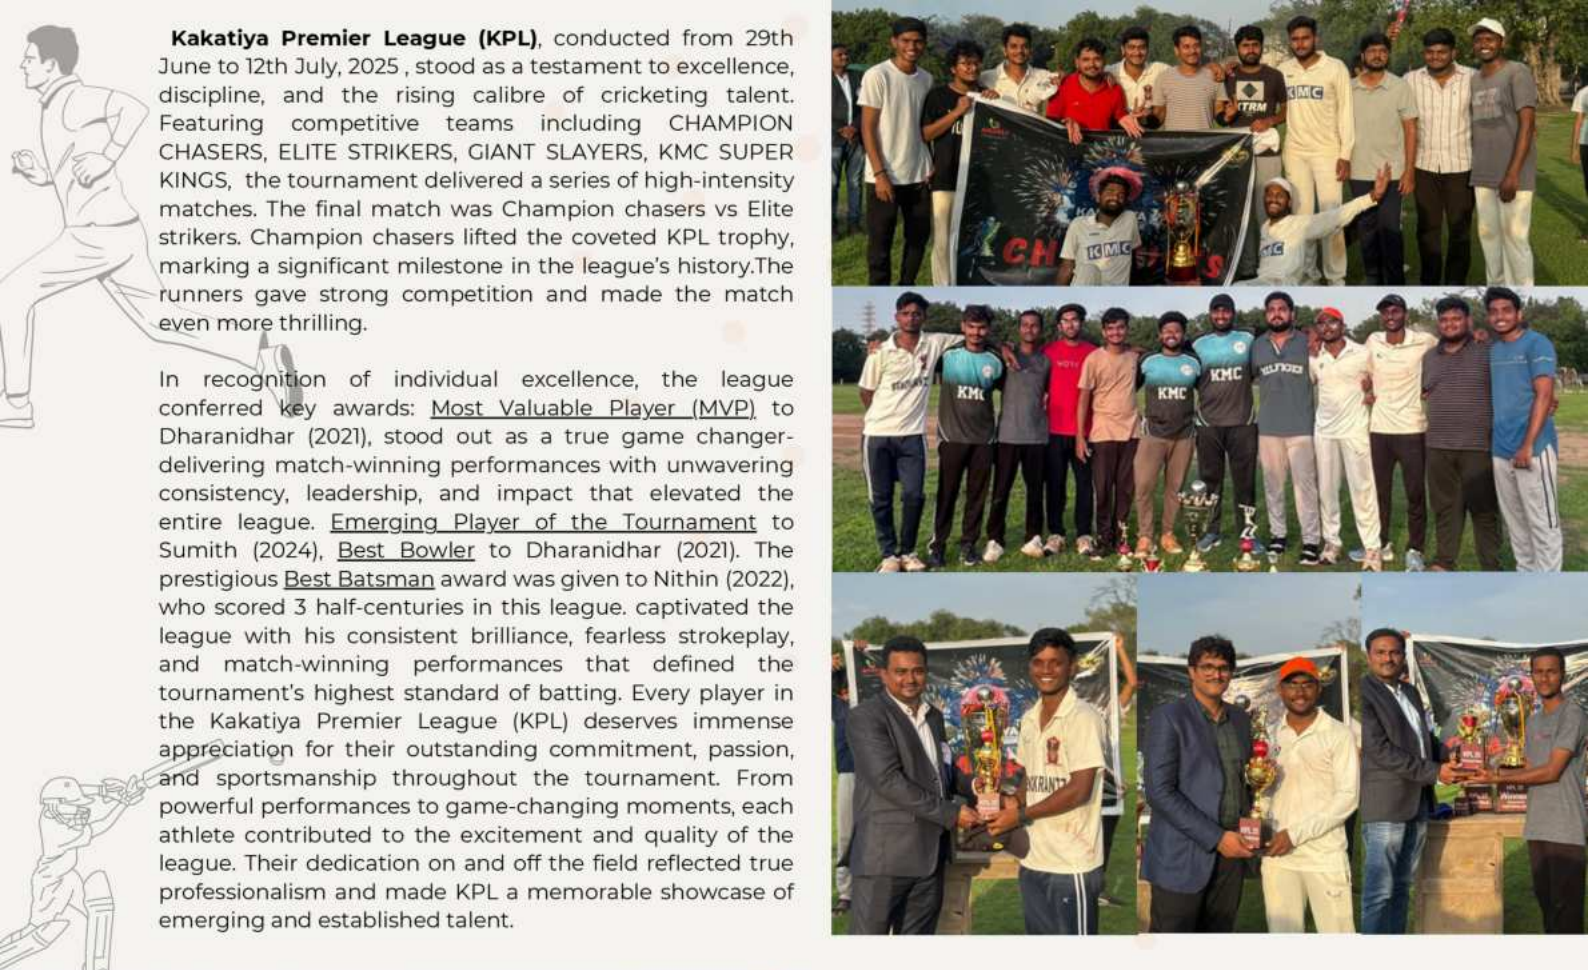 Kakatiya Premier League (KPL), conducted from 29th
June to 12th July, 2025 , stood as a testament to excellence,
discipline, and the rising calibre of cricketing talent.
Featuring competitive teams including CHAMPION
CHASERS, ELITE STRIKERS, GIANT SLAYERS, KMC SUPER
KINGS, the tournament delivered a series of high-intensity
matches. The final match was Champion chasers vs Elite
strikers. Champion chasers lifted the coveted KPL trophy,
marking a significant milestone in the league's history.The
runners gave strong competition and made the match
even more thrilling.
In recognition of individual excellence, the league
conferred key awards: Most Valuable Player (MVP) to
Dharanidhar (2021), stood out as a true game changer-
delivering match-winning performances with unwavering
consistency, leadership, and impact that elevated the
entire league. Emerging Player of the Tournament to
Sumith (2024), Best Bowler to Dharanidhar (2021). The
prestigious Best Batsman award was given to Nithin (2022),
who scored 3 half-centuries in this league. captivated the
league with his consistent brilliance, fearless strokeplay,
and match-winning performances that defined the
tournament's highest standard of batting. Every player in
the Kakatiya Premier League (KPL) deserves immense
appreciation for their outstanding commitment, passion,
and sportsmanship throughout the tournament. From
powerful performances to game-changing moments, each
athlete contributed to the excitement and quality of the
league. Their dedication on and off the field reflected true
professionalism and made KPL a memorable showcase of
emerging and established talent.
XTRM
KMC
KMC
KMC
KMC
KMC